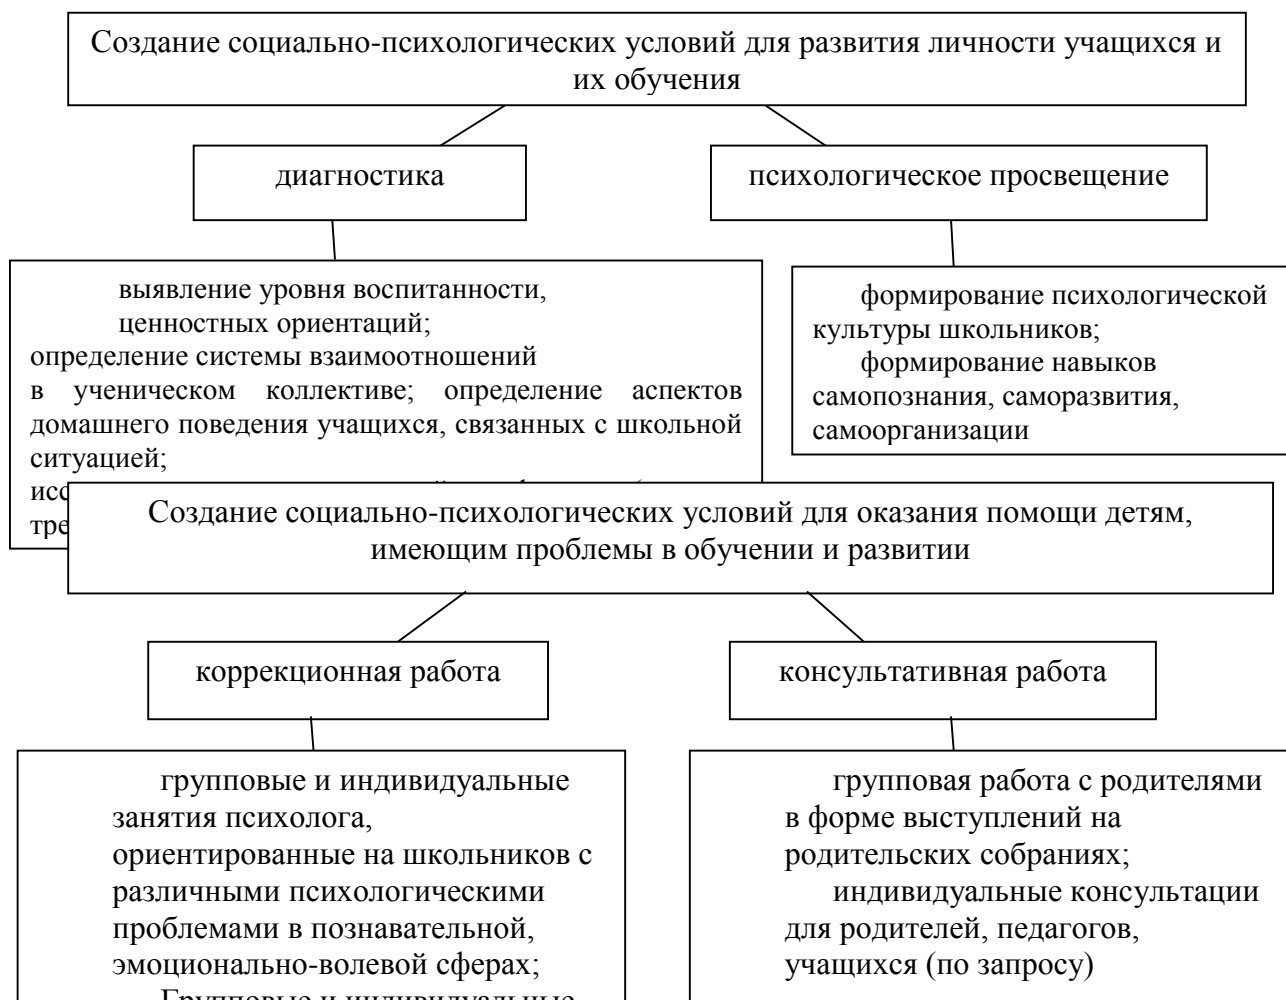 Создание социально-психологических условий для развития личности учащихся и
их обучения
диагностика
психологическое просвещение
выявление уровня воспитанности,
ценностных ориентаций;
определение системы взаимоотношений
в ученическом коллективе; определение аспектов
домашнего поведения учащихся, связанных с школьной
ситуацией;
формирование психологической
культуры школьников;
формирование навыков
самопознания, саморазвития,
самоорганизации
Создание социально-психологических условий для оказания помощи детям,
имеющим проблемы в обучении и развитии
коррекционная работа
консультативная работа
групповые и индивидуальные
занятия психолога,
ориентированные на школьников с
различными психологическими
проблемами в познавательной,
эмоционально-волевой сферах;
Групповые и индивидуальные
групповая работа с родителями
в форме выступлений на
родительских собраниях;
индивидуальные консультации
для родителей, педагогов,
учащихся (по запросу)